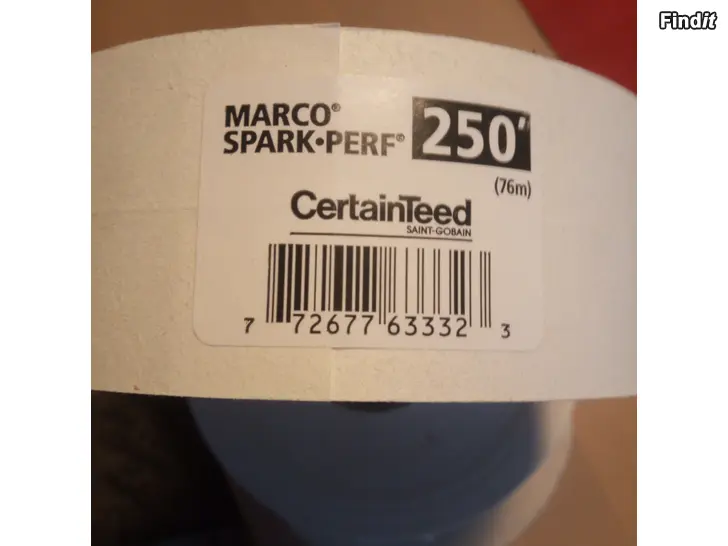 Findit
MARCO®
SPARK•PERF®
250'
(76m)
CertainTeed
SAINT-GOBAIN
7 72677 63332 3